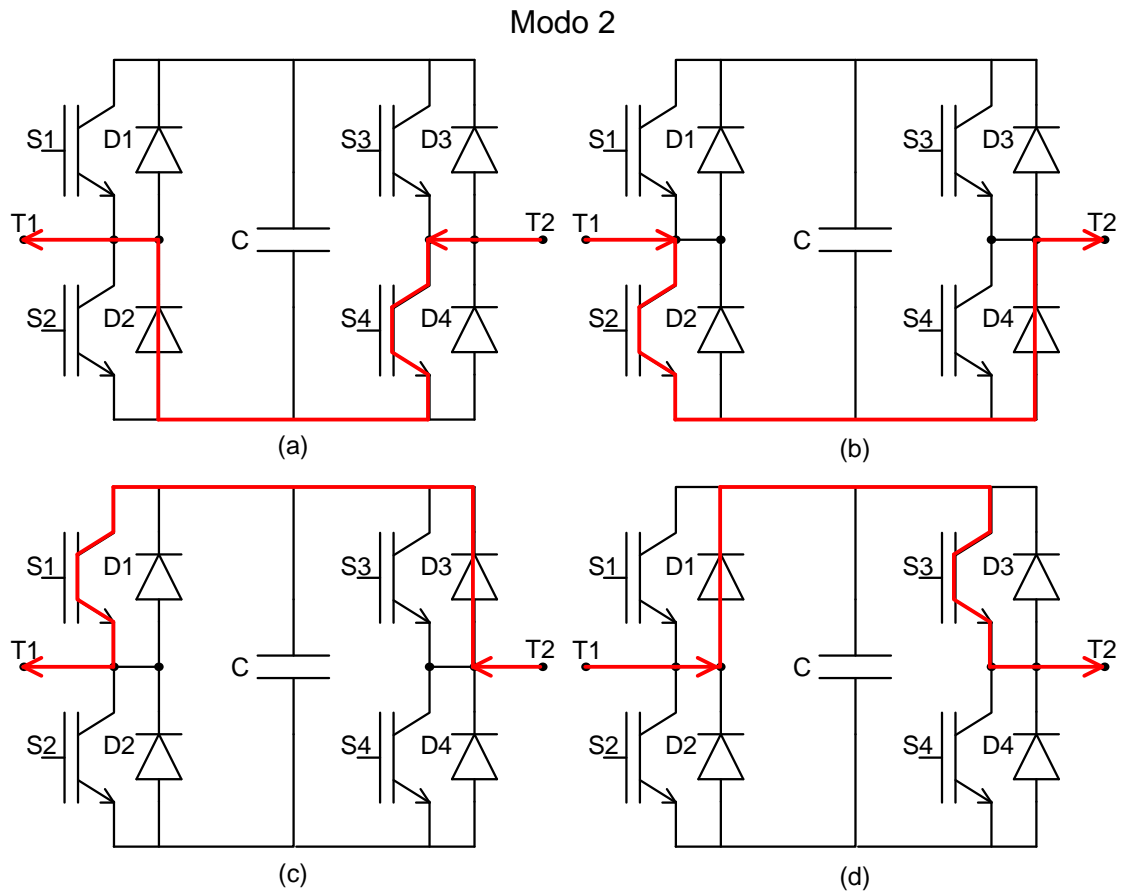 Modo 2
S1 D1 S3 D3
T1 C T2
S2 D2 S4 D4
(a)
S1 D1 S3 D3
T1 C T2
S2 D2 S4 D4
(b)
S1 D1 S3 D3
T1 C T2
S2 D2 S4 D4
(c)
S1 D1 S3 D3
T1 C T2
S2 D2 S4 D4
(d)